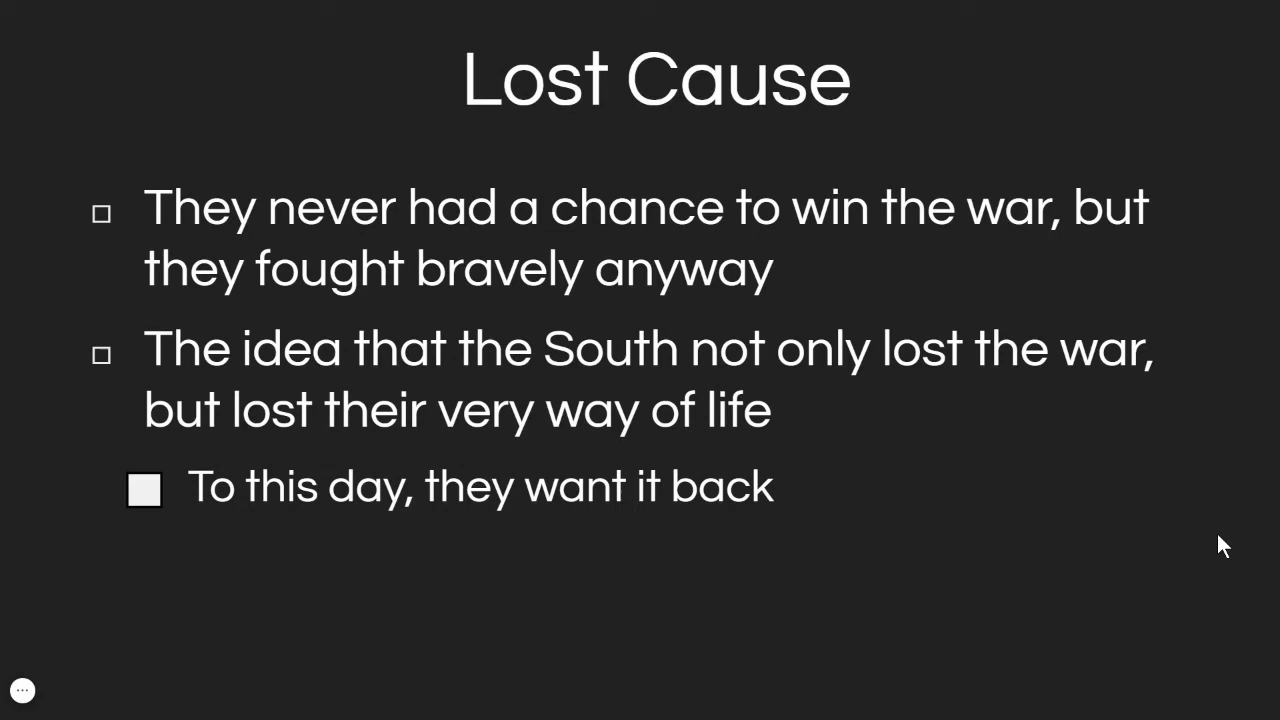 Lost Cause
They never had a chance to win the war, but
they fought bravely anyway
The idea that the South not only lost the war,
but lost their very way of life
To this day, they want it back